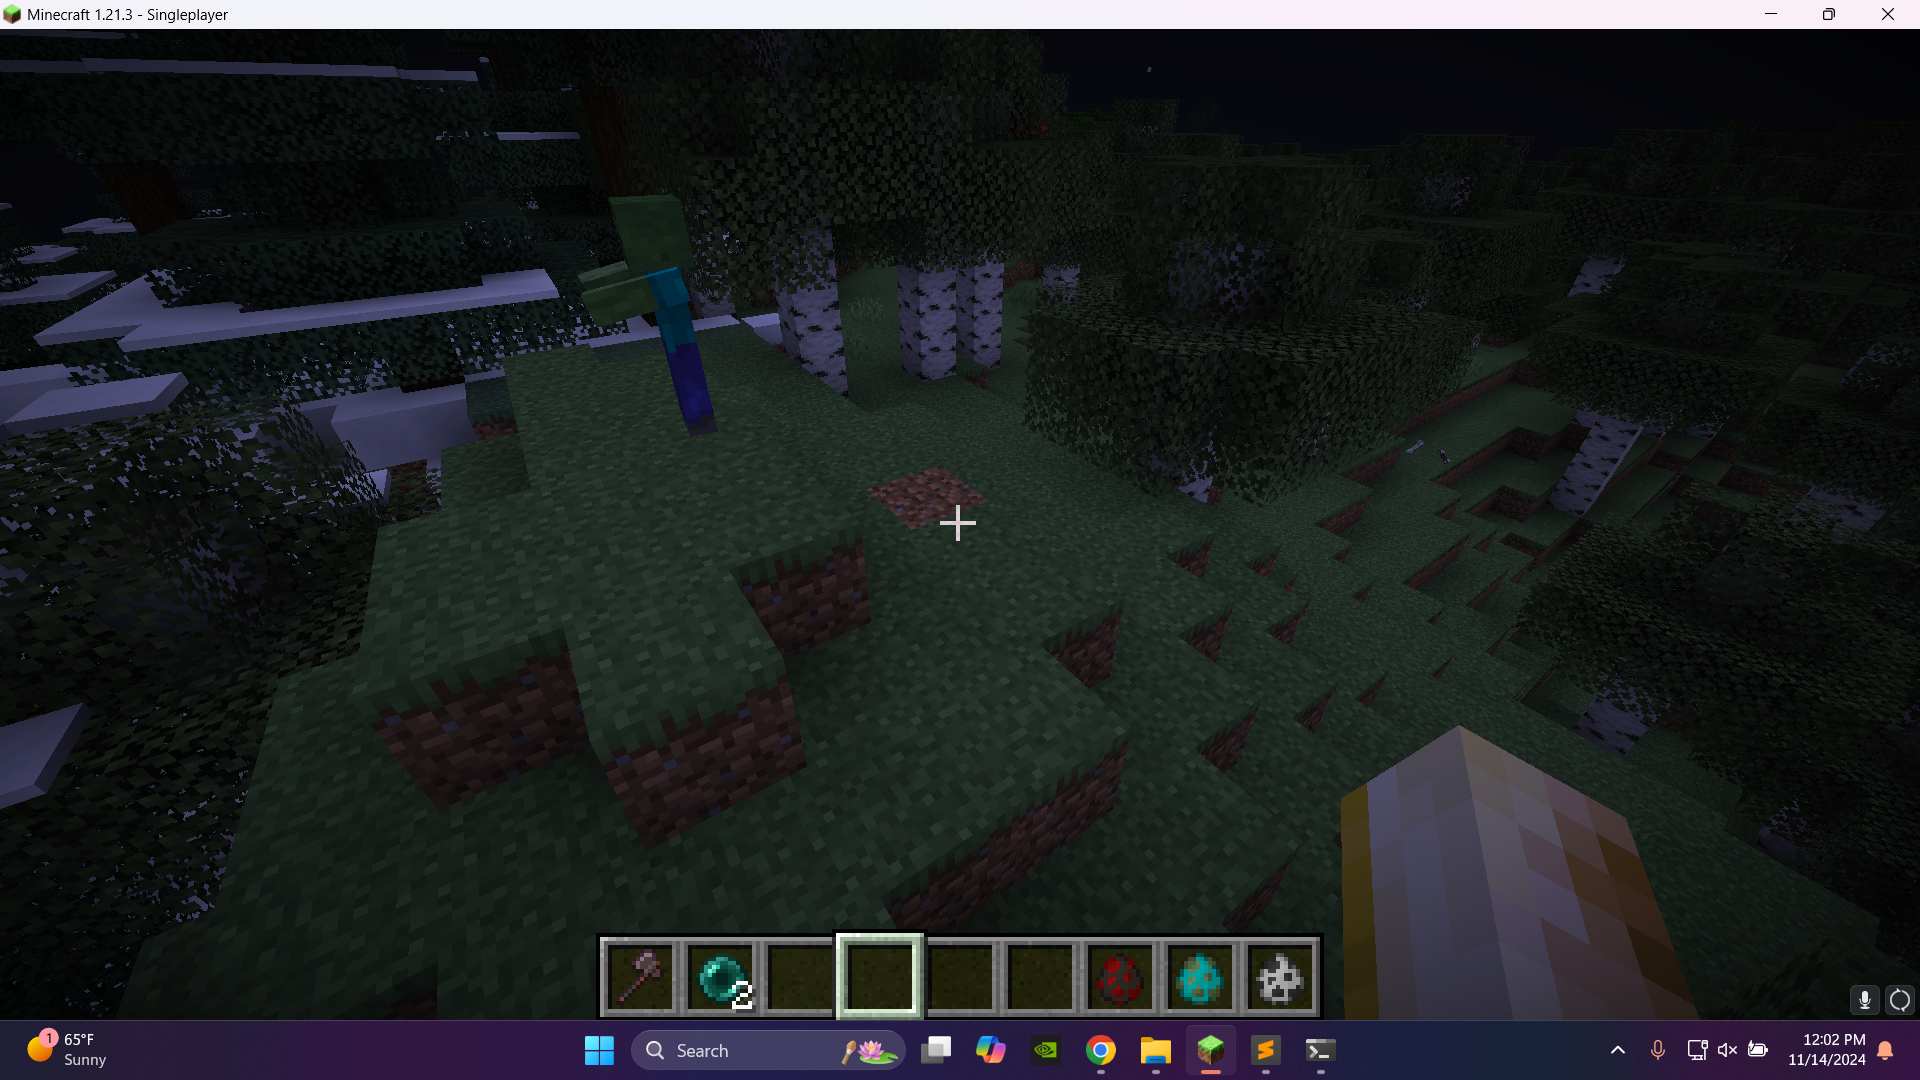 Minecraft 1.21.3 - Singleplayer
2
1
65°F
Sunny
Search
12:02 PM
11/14/2024